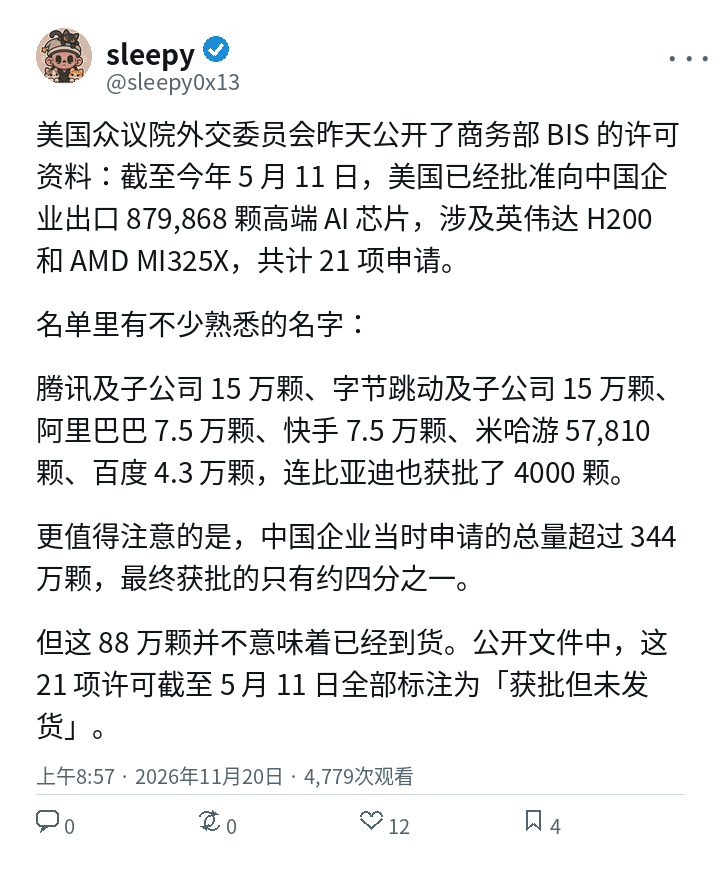 sleepy
@sleepy0x13
美国众议院外交委员会昨天公开了商务部 BIS 的许可
资料：截至今年 5 月 11 日，美国已经批准向中国企
业出口 879,868 颗高端 AI 芯片，涉及英伟达 H200
和 AMD MI325X，共计 21 项申请。
名单里有不少熟悉的名字：
腾讯及子公司 15 万颗、字节跳动及子公司 15 万颗、
阿里巴巴 7.5 万颗、快手 7.5 万颗、米哈游 57,810
颗、百度 4.3 万颗，连比亚迪也获批了 4000 颗。
更值得注意的是，中国企业当时申请的总量超过 344
万颗，最终获批的只有约四分之一。
但这 88 万颗并不意味着已经到货。公开文件中，这
21 项许可截至 5 月 11 日全部标注为「获批但未发
货」。
上午8:57 · 2026年11月20日 · 4,779次观看
0 0 12 4